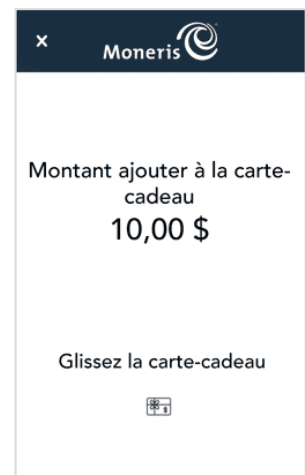 ×
Moneris
Montant ajouter à la carte-
cadeau
10,00 $
Glissez la carte-cadeau